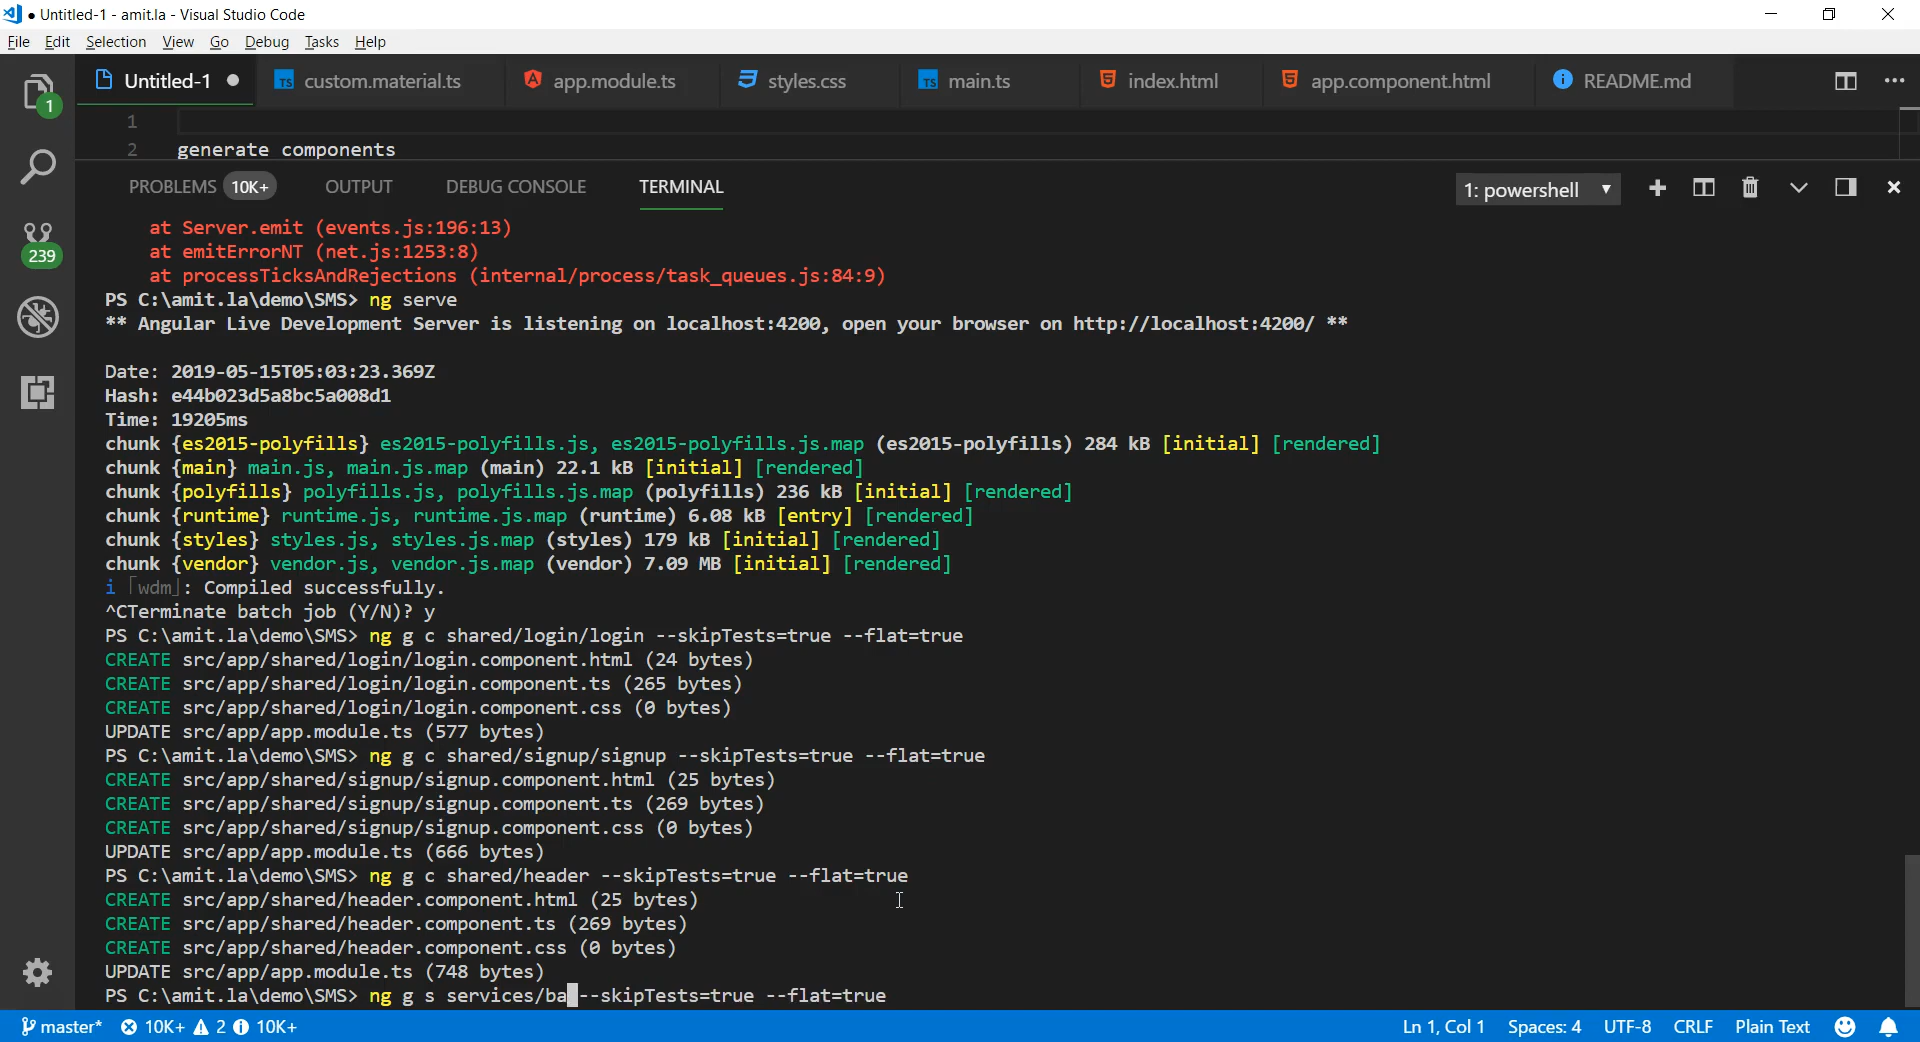 ● Untitled-1 - amit.la - Visual Studio Code
File Edit Selection View Go Debug Tasks Help
Untitled-1 ● TS custom.material.ts app.module.ts styles.css TS main.ts index.html app.component.html README.md
1
1
2 generate components
PROBLEMS 10K+ OUTPUT DEBUG CONSOLE TERMINAL 1: powershell
at Server.emit (events.js:196:13)
at emitErrorNT (net.js:1253:8)
at processTicksAndRejections (internal/process/task_queues.js:84:9)
239
PS C:\amit.la\demo\SMS> ng serve
** Angular Live Development Server is listening on localhost:4200, open your browser on http://localhost:4200/ **
Date: 2019-05-15T05:03:23.369Z
Hash: e44b023d5a8bc5a008d1
Time: 19205ms
chunk {es2015-polyfills} es2015-polyfills.js, es2015-polyfills.js.map (es2015-polyfills) 284 kB [initial] [rendered]
chunk {main} main.js, main.js.map (main) 22.1 kB [initial] [rendered]
chunk {polyfills} polyfills.js, polyfills.js.map (polyfills) 236 kB [initial] [rendered]
chunk {runtime} runtime.js, runtime.js.map (runtime) 6.08 kB [entry] [rendered]
chunk {styles} styles.js, styles.js.map (styles) 179 kB [initial] [rendered]
chunk {vendor} vendor.js, vendor.js.map (vendor) 7.09 MB [initial] [rendered]
i ｢wdm｣: Compiled successfully.
^CTerminate batch job (Y/N)? y
PS C:\amit.la\demo\SMS> ng g c shared/login/login --skipTests=true --flat=true
CREATE src/app/shared/login/login.component.html (24 bytes)
CREATE src/app/shared/login/login.component.ts (265 bytes)
CREATE src/app/shared/login/login.component.css (0 bytes)
UPDATE src/app/app.module.ts (577 bytes)
PS C:\amit.la\demo\SMS> ng g c shared/signup/signup --skipTests=true --flat=true
CREATE src/app/shared/signup/signup.component.html (25 bytes)
CREATE src/app/shared/signup/signup.component.ts (269 bytes)
CREATE src/app/shared/signup/signup.component.css (0 bytes)
UPDATE src/app/app.module.ts (666 bytes)
PS C:\amit.la\demo\SMS> ng g c shared/header --skipTests=true --flat=true
CREATE src/app/shared/header.component.html (25 bytes)
CREATE src/app/shared/header.component.ts (269 bytes)
CREATE src/app/shared/header.component.css (0 bytes)
UPDATE src/app/app.module.ts (748 bytes)
PS C:\amit.la\demo\SMS> ng g s services/ba --skipTests=true --flat=true
master* 10K+ 2 10K+ Ln 1, Col 1 Spaces: 4 UTF-8 CRLF Plain Text